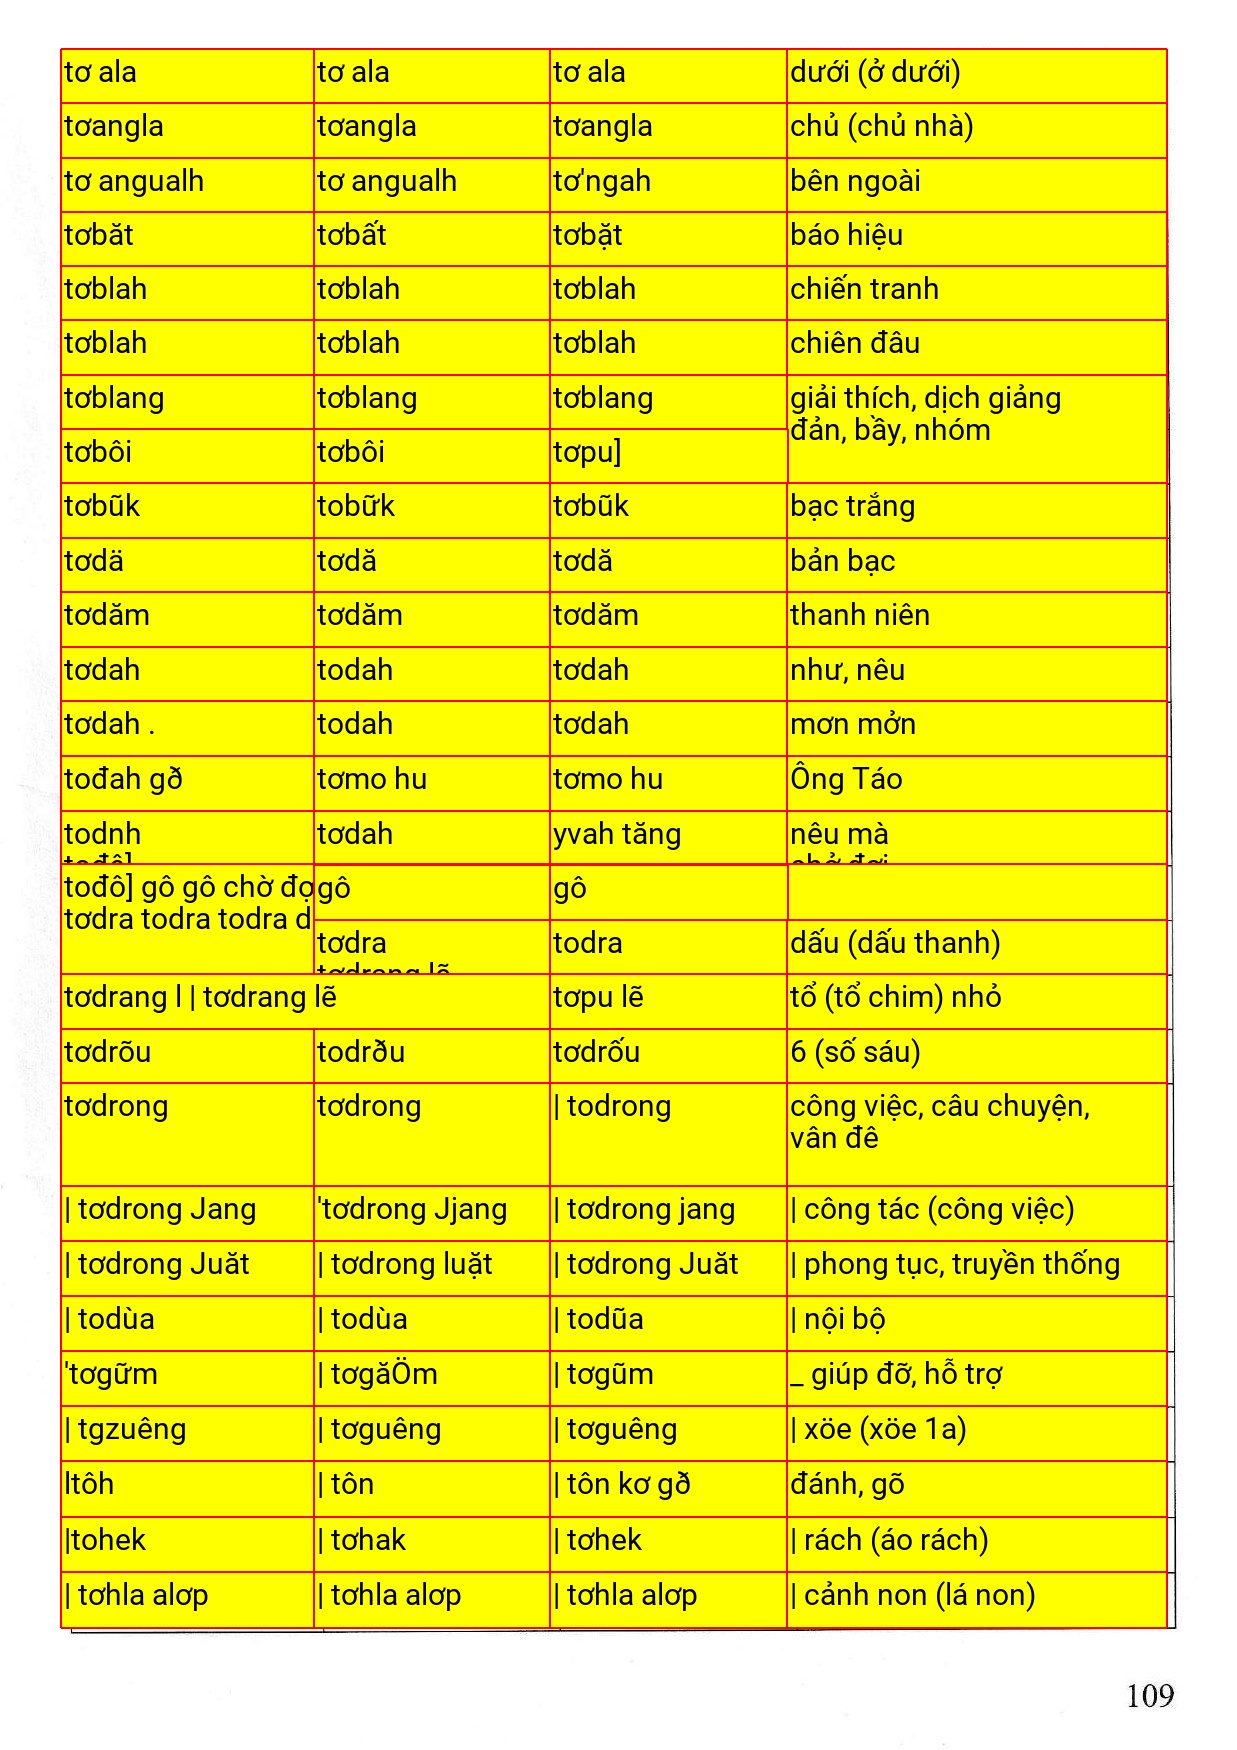 tơ ala tơ ala tơ ala dưới (ở dưới)
tơangla tơangla tơangla chủ (chủ nhà)
tơ angualh tơ angualh tơ'ngah bên ngoài
tơbăt tơbất tơbặt báo hiệu
tơblah tơblah tơblah chiến tranh
tơblah tơblah tơblah chiên đâu
tơblang tơblang tơblang giải thích, dịch giảng
đản, bầy, nhóm
tơbôi tơbôi tơpu]
tơbũk tobữk tơbũk bạc trắng
tơdä tơdă tơdă bản bạc
tơdăm tơdăm tơdăm thanh niên
tơdah todah tơdah như, nêu
tơdah . todah tơdah mơn mởn
tođah gð tơmo hu tơmo hu Ông Táo
todnh tơdah yvah tăng nêu mà
tođô] gô gô chờ đọ gô gô
tơdra todra todra d
tơdra todra dấu (dấu thanh)
tơdrang l | tơdrang lẽ tơpu lẽ tổ (tổ chim) nhỏ
tơdrõu todrðu tơdrốu 6 (số sáu)
tơdrong tơdrong | todrong công việc, câu chuyện,
vân đê
| tơdrong Jang 'tơdrong Jjang | tơdrong jang | công tác (công việc)
| tơdrong Juăt | tơdrong luặt | tơdrong Juăt | phong tục, truyền thống
| todùa | todùa | todũa | nội bộ
'tơgữm | tơgăÖm | tơgũm _ giúp đỡ, hỗ trợ
| tgzuêng | tơguêng | tơguêng | xöe (xöe 1a)
ltôh | tôn | tôn kơ gð đánh, gõ
|tohek | tơhak | tơhek | rách (áo rách)
| tơhla alơp | tơhla alơp | tơhla alơp | cảnh non (lá non)
109